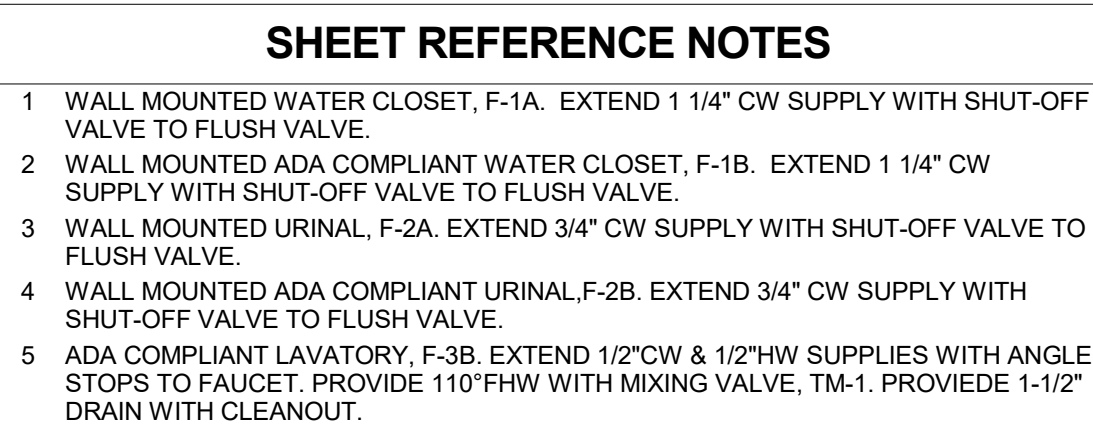 SHEET REFERENCE NOTES
1 WALL MOUNTED WATER CLOSET, F-1A. EXTEND 1 1/4" CW SUPPLY WITH SHUT-OFF
VALVE TO FLUSH VALVE.
2 WALL MOUNTED ADA COMPLIANT WATER CLOSET, F-1B. EXTEND 1 1/4" CW
SUPPLY WITH SHUT-OFF VALVE TO FLUSH VALVE.
3 WALL MOUNTED URINAL, F-2A. EXTEND 3/4" CW SUPPLY WITH SHUT-OFF VALVE TO
FLUSH VALVE.
4 WALL MOUNTED ADA COMPLIANT URINAL,F-2B. EXTEND 3/4" CW SUPPLY WITH
SHUT-OFF VALVE TO FLUSH VALVE.
5 ADA COMPLIANT LAVATORY, F-3B. EXTEND 1/2"CW & 1/2"HW SUPPLIES WITH ANGLE
STOPS TO FAUCET. PROVIDE 110°FHW WITH MIXING VALVE, TM-1. PROVIEDE 1-1/2"
DRAIN WITH CLEANOUT.